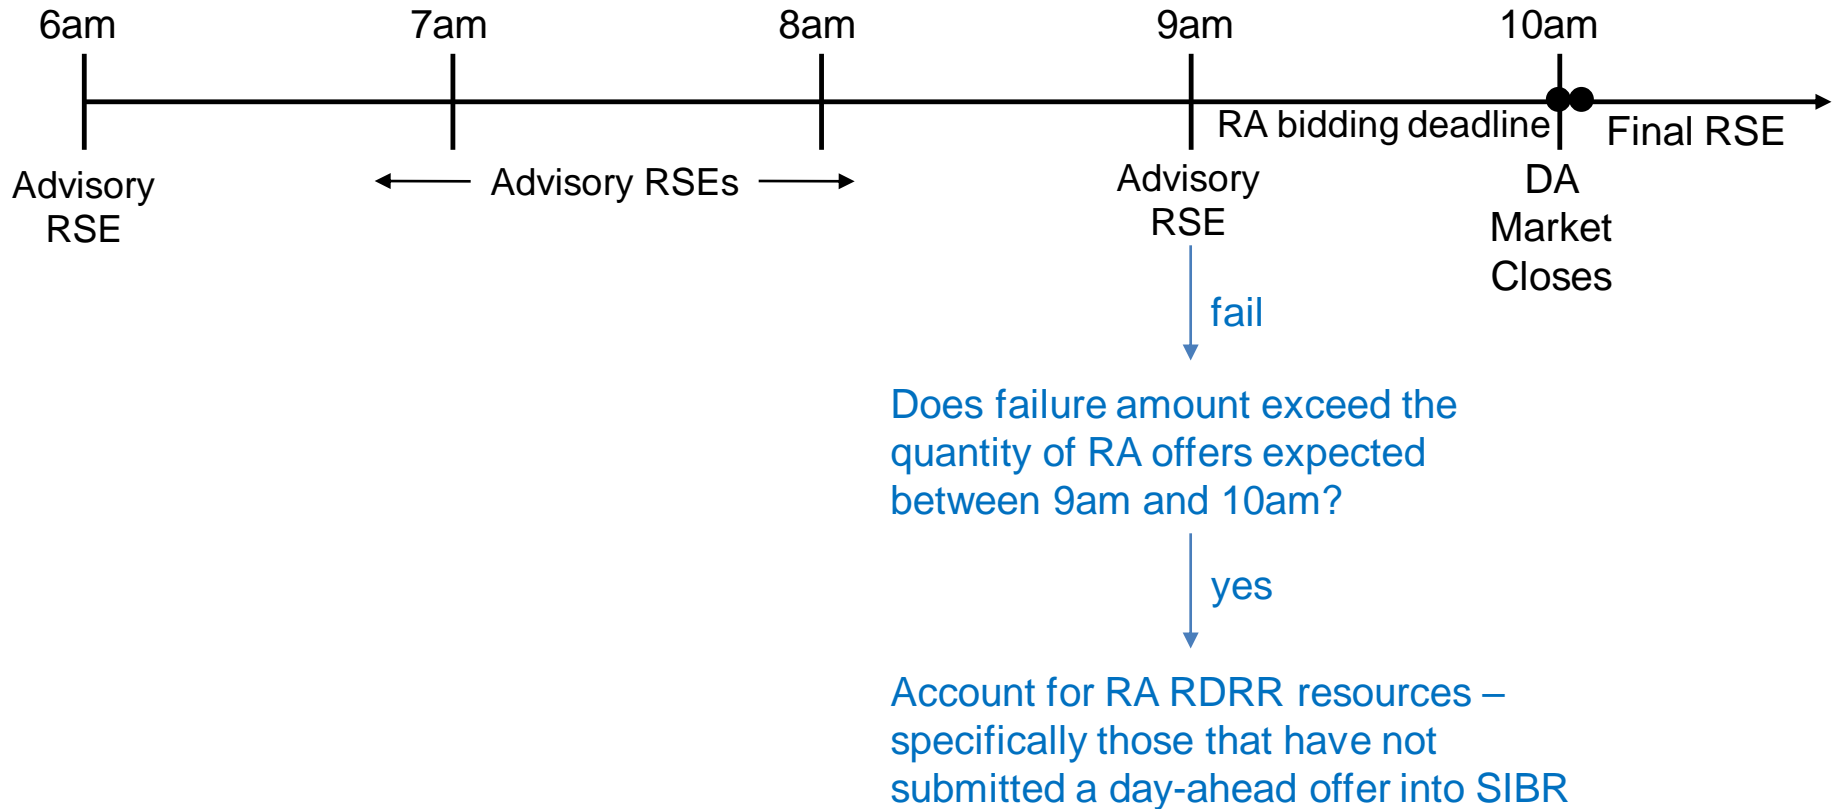 6am
7am
8am
9am
10am
RA bidding deadline
Final RSE
Advisory
RSE
Advisory RSEs
Advisory
RSE
DA
Market
Closes
fail
Does failure amount exceed the
quantity of RA offers expected
between 9am and 10am?
yes
Account for RA RDRR resources –
specifically those that have not
submitted a day-ahead offer into SIBR